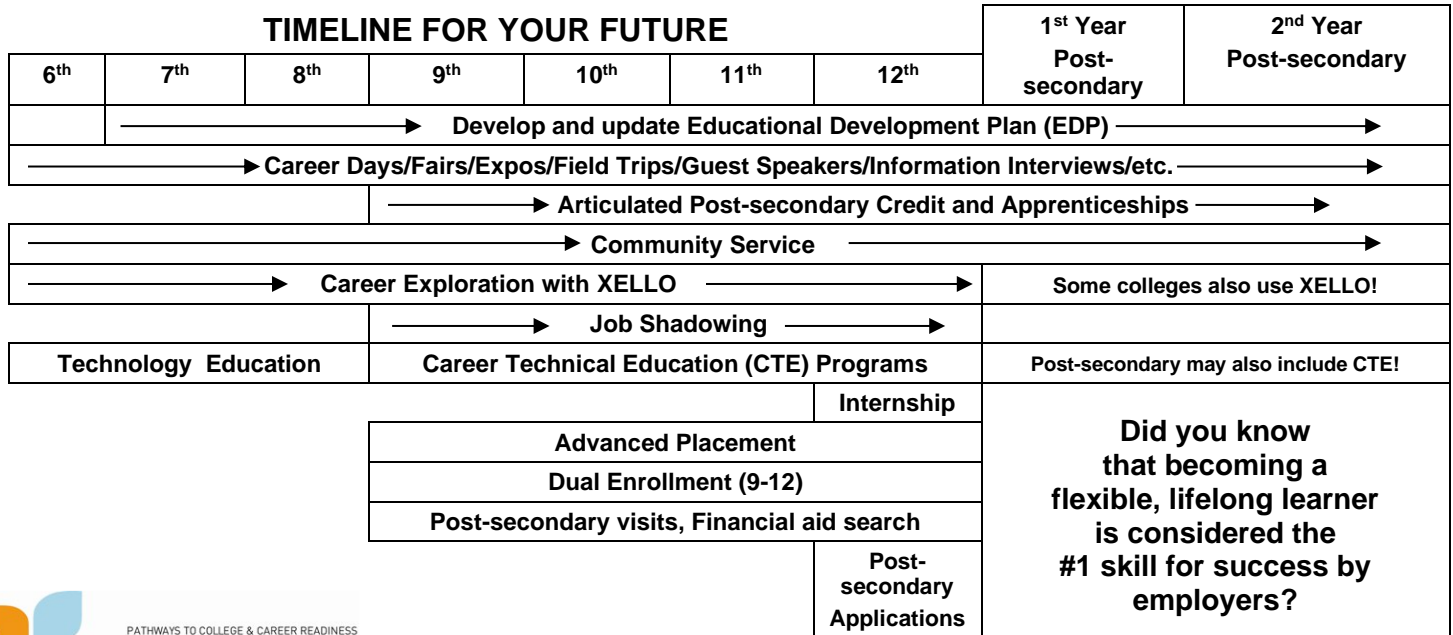 TIMELINE FOR YOUR FUTURE
1st Year
Post-
secondary
2nd Year
Post-secondary
6th 7th 8th 9th 10th 11th 12th
Develop and update Educational Development Plan (EDP)
Career Days/Fairs/Expos/Field Trips/Guest Speakers/Information Interviews/etc.
Articulated Post-secondary Credit and Apprenticeships
Community Service
Career Exploration with XELLO
Some colleges also use XELLO!
Job Shadowing
Technology Education
Career Technical Education (CTE) Programs
Post-secondary may also include CTE!
Internship
Advanced Placement
Dual Enrollment (9-12)
Post-secondary visits, Financial aid search
Post-
secondary
Applications
Did you know
that becoming a
flexible, lifelong learner
is considered the
#1 skill for success by
employers?
PATHWAYS TO COLLEGE & CAREER READINESS